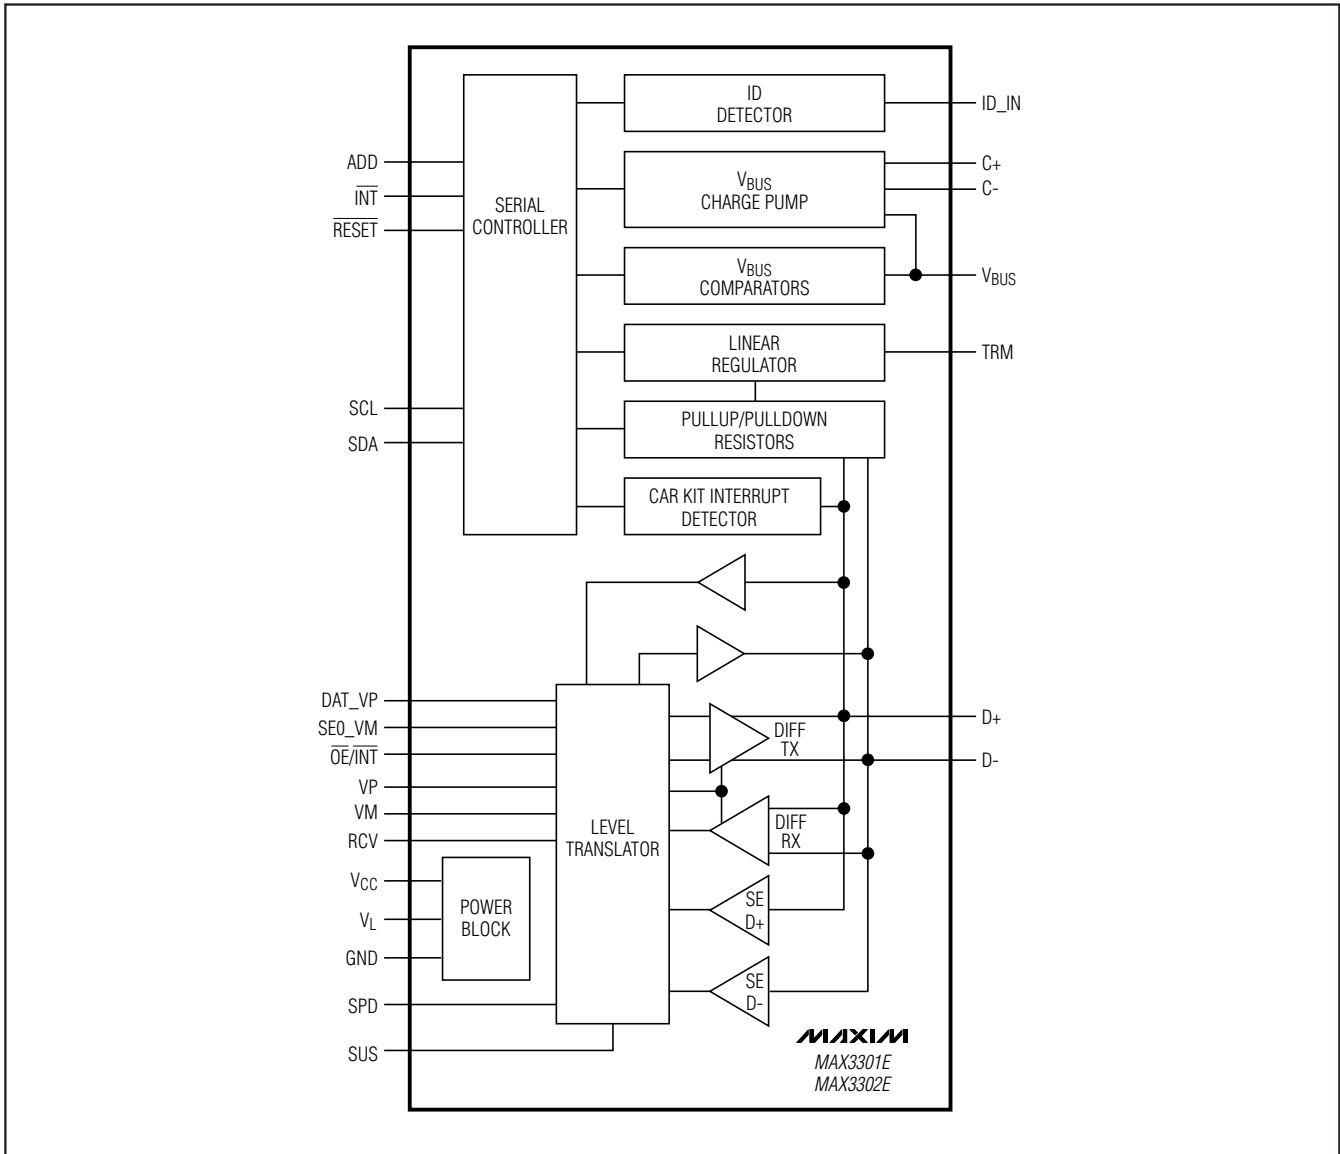 ID
DETECTOR
ID_IN
ADD
INT
RESET
SERIAL
CONTROLLER
VBUS
CHARGE PUMP
C+
C-
VBUS
COMPARATORS
VBUS
LINEAR
REGULATOR
TRM
SCL
SDA
PULLUP/PULLDOWN
RESISTORS
CAR KIT INTERRUPT
DETECTOR
DAT_VP
SE0_VM
OE/INT
VP
VM
RCV
LEVEL
TRANSLATOR
DIFF
TX
D+
D-
DIFF
RX
VCC
VL
GND
POWER
BLOCK
SE
D+
SE
D-
SPD
SUS
MAXIM
MAX3301E
MAX3302E